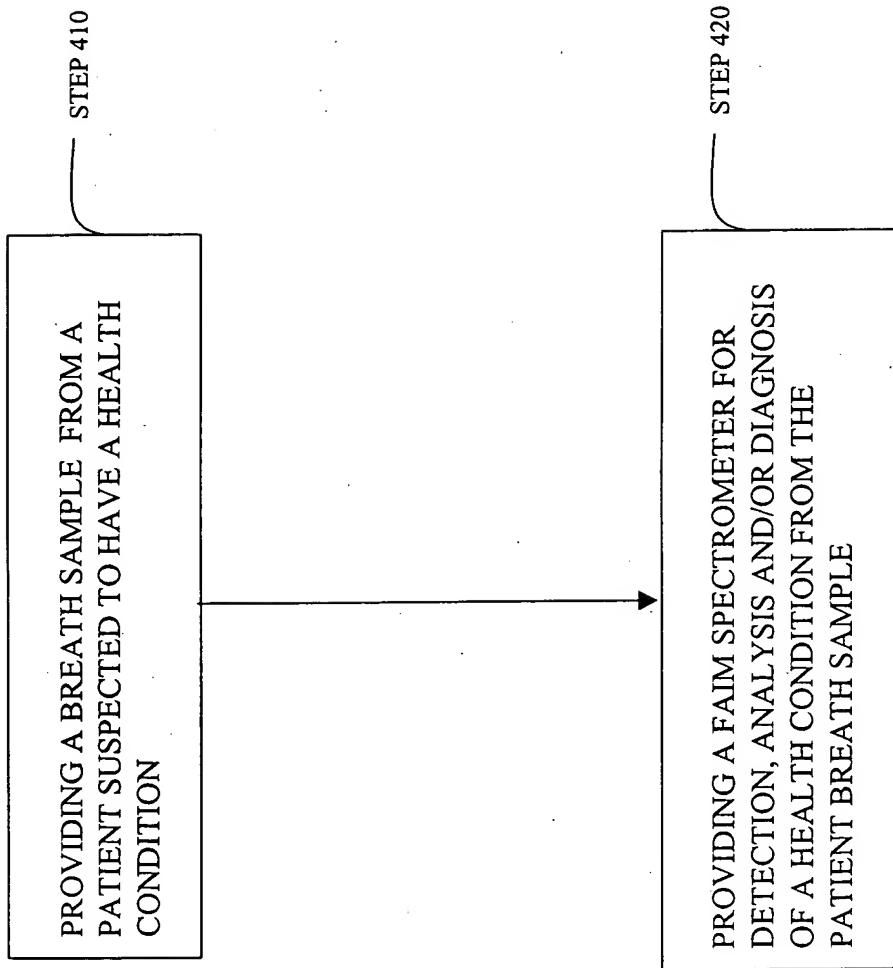 PROVIDING A BREATH SAMPLE FROM A
PATIENT SUSPECTED TO HAVE A HEALTH
CONDITION
STEP 410
PROVIDING A FAIM SPECTROMETER FOR
DETECTION, ANALYSIS AND/OR DIAGNOSIS
OF A HEALTH CONDITION FROM THE
PATIENT BREATH SAMPLE
STEP 420